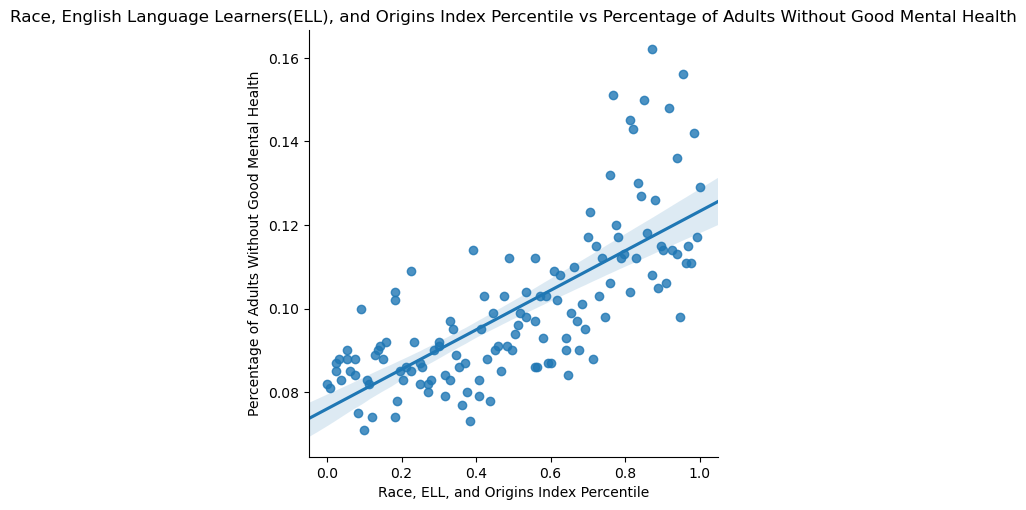 Race, English Language Learners(ELL), and Origins Index Percentile vs Percentage of Adults Without Good Mental Health
Percentage of Adults Without Good Mental Health
0.16
0.14
0.12
0.10
0.08
0.0 0.2 0.4 0.6 0.8 1.0
Race, ELL, and Origins Index Percentile